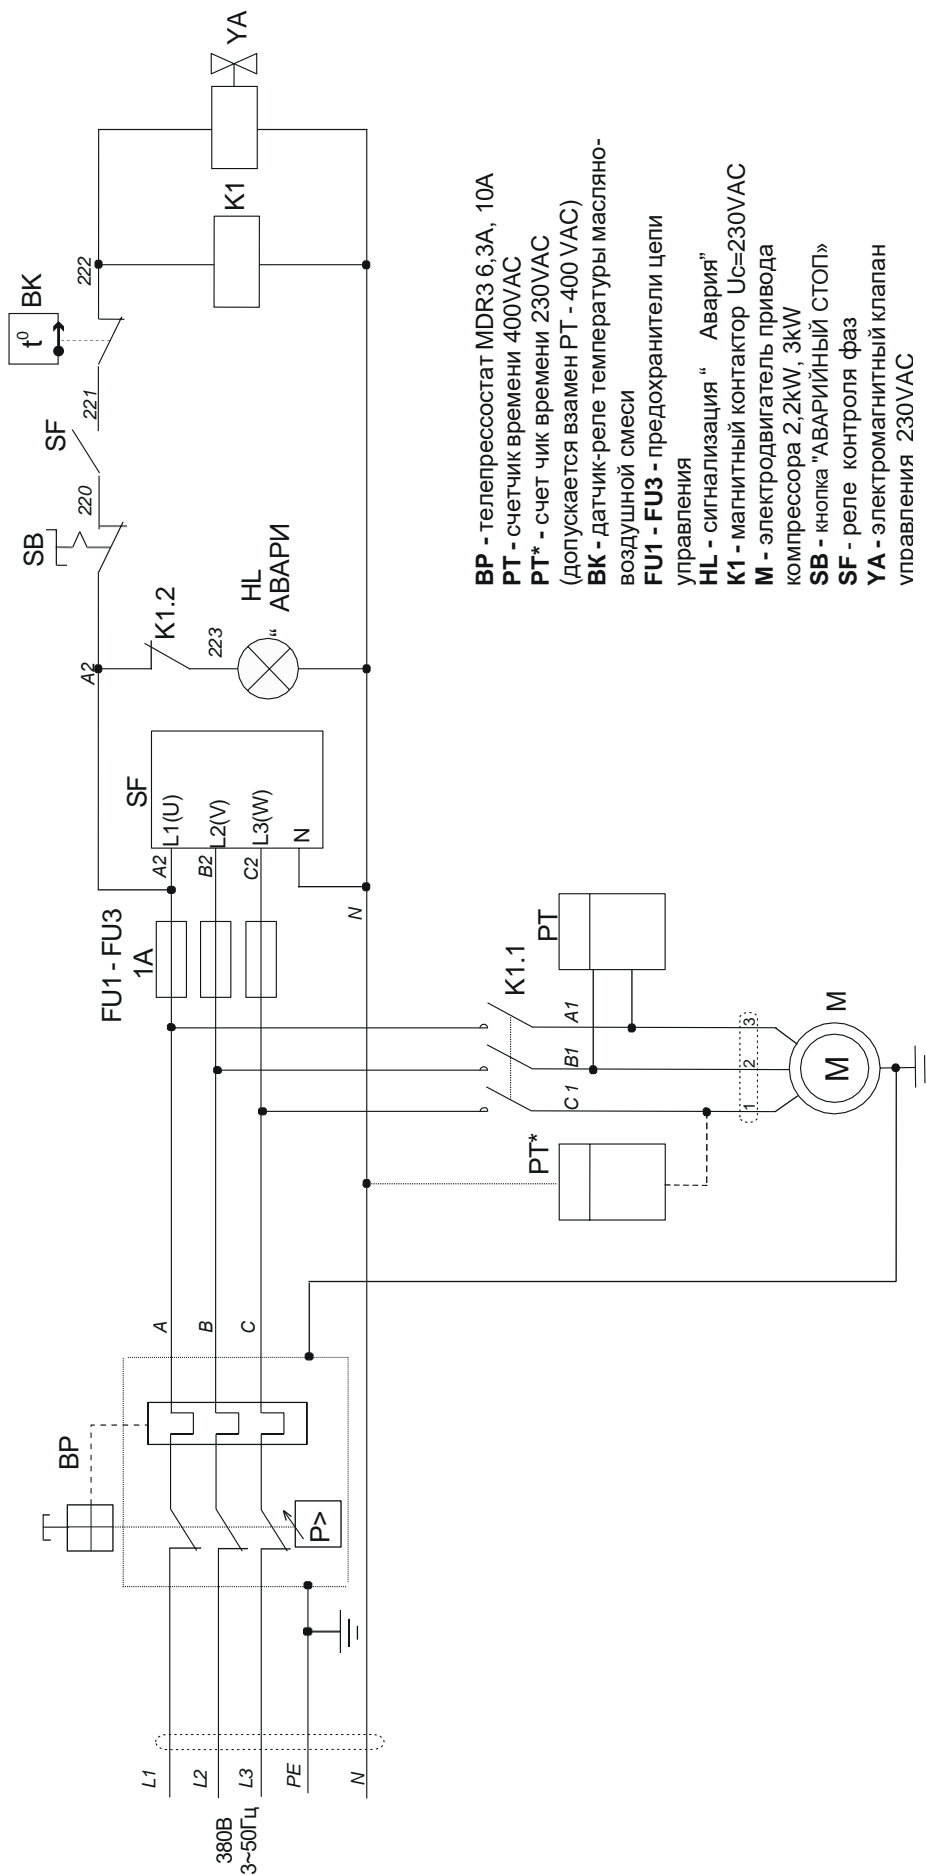 380В
3~50Гц
L1
L2
L3
PE
N
BP
P>
A
B
C
FU1 - FU3
1A
A2
B2
C2
N
SF
L1(U)
L2(V)
L3(W)
N
A2
K1.2
223
HL
“ АВАРИ
SB
220
SF
221
BK
t⁰
222
K1
YA
PT*
C1
B1
A1
K1.1
PT
1
2
3
M
M
BP - телепрессостат MDR3 6,3A, 10A
PT - счетчик времени 400VAC
PT* - счет чик времени 230VAC
(допускается взамен PT - 400 VAC)
BK - датчик-реле температуры масляно-
воздушной смеси
FU1 - FU3 - предохранители цепи
управления
HL - сигнализация “ Авария”
K1 - магнитный контактор Uc=230VAC
M - электродвигатель привода
компрессора 2,2kW, 3kW
SB - кнопка "АВАРИЙНЫЙ СТОП»
SF - реле контроля фаз
YA - электромагнитный клапан
управления 230VAC